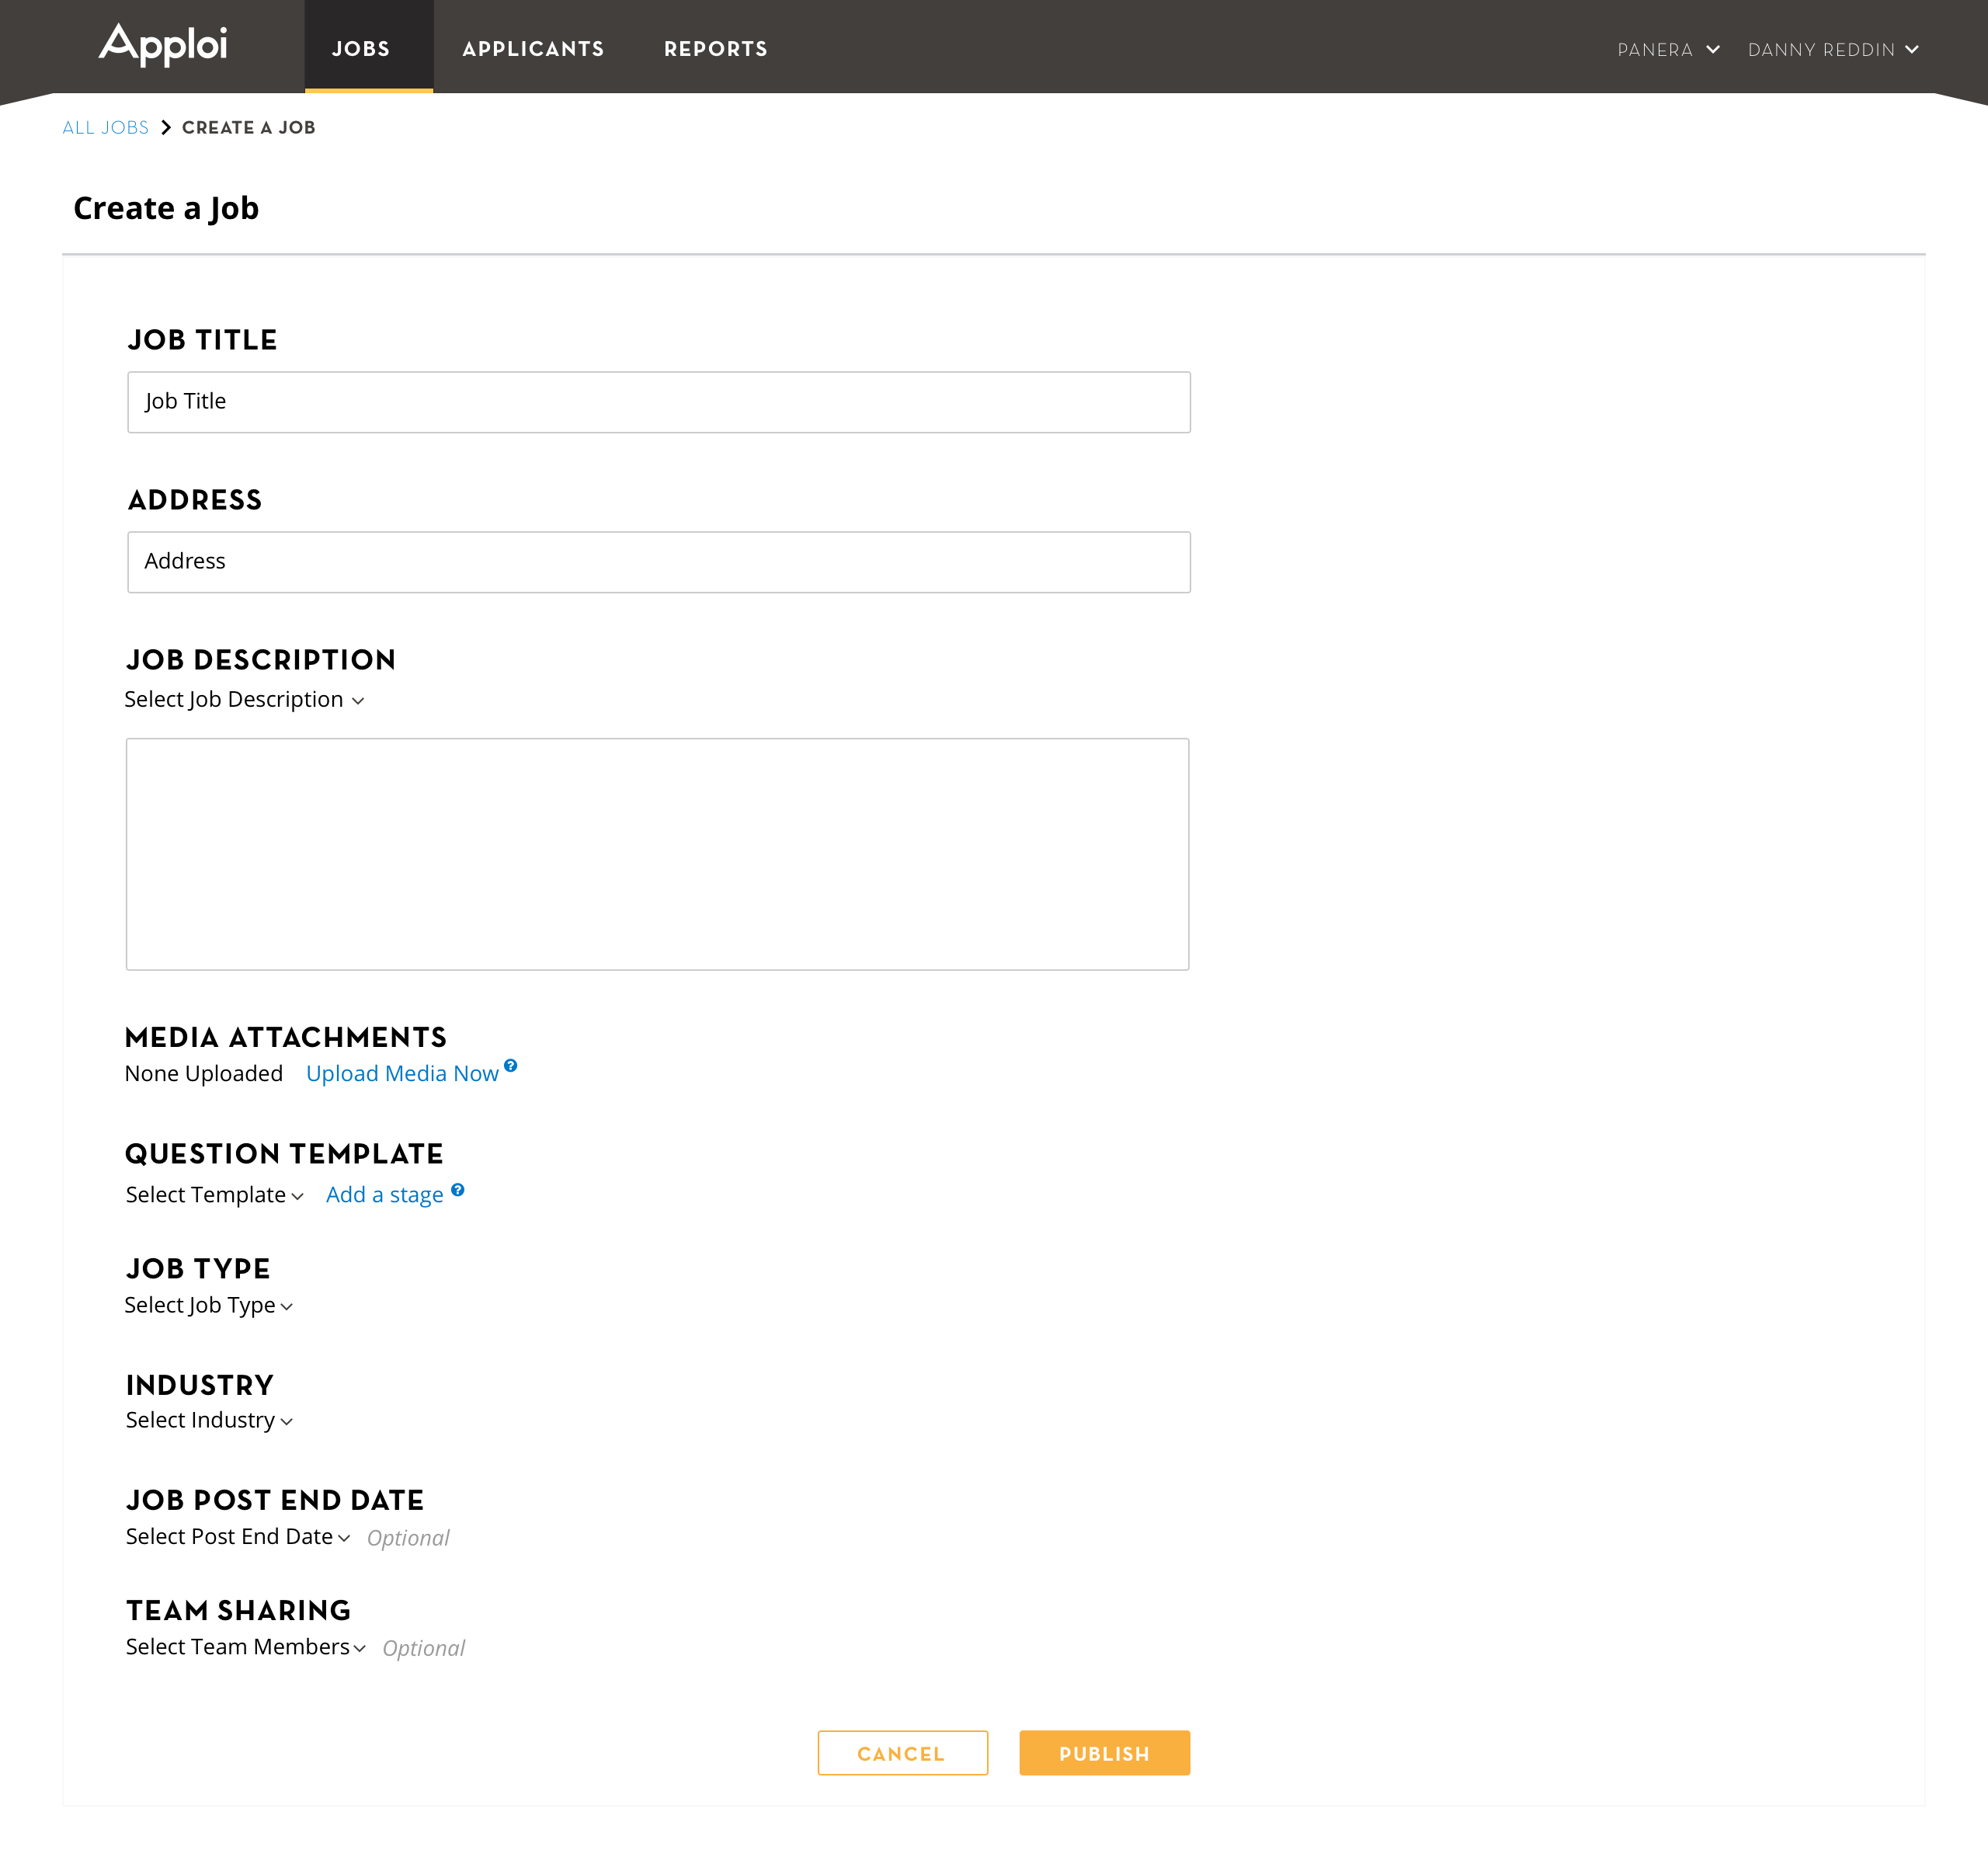 Apploi JOBS APPLICANTS REPORTS PANERA DANNY REDDIN
ALL JOBS CREATE A JOB
Create a Job
JOB TITLE
Job Title
ADDRESS
Address
JOB DESCRIPTION
Select Job Description
MEDIA ATTACHMENTS
None Uploaded Upload Media Now ?
QUESTION TEMPLATE
Select Template Add a stage ?
JOB TYPE
Select Job Type
INDUSTRY
Select Industry
JOB POST END DATE
Select Post End Date Optional
TEAM SHARING
Select Team Members Optional
CANCEL PUBLISH